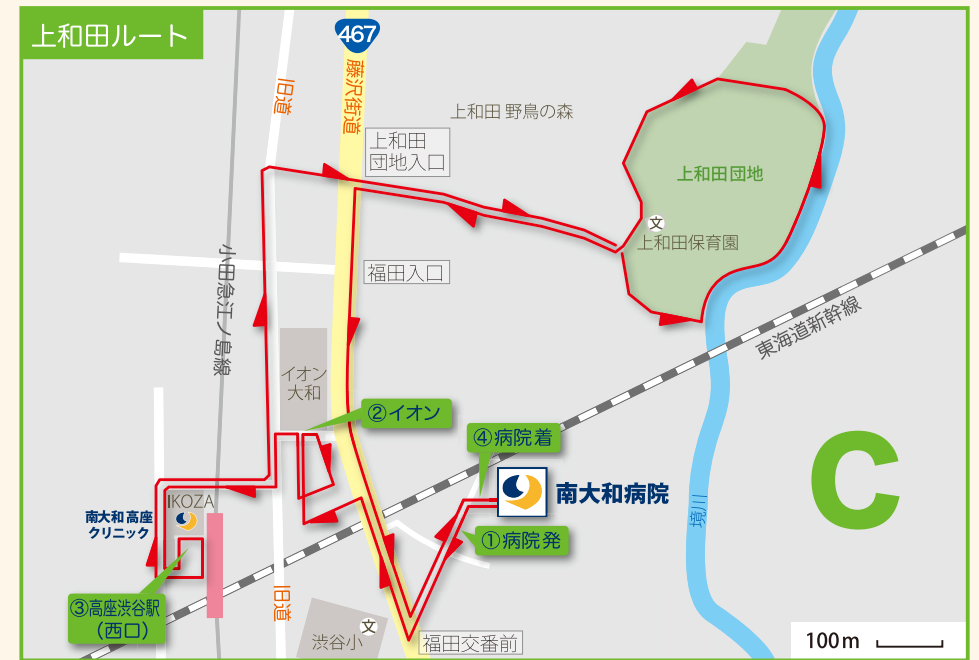 上和田ルート
467
藤沢街道
旧道
上和田 野鳥の森
上和田
団地入口
上和田団地
文
上和田保育園
小田急江ノ島線
福田入口
東海道新幹線
イオン
大和
②イオン
④病院着
南大和病院
C
IKOZA
南大和高座
クリニック
①病院発
境川
③高座渋谷駅
（西口）
旧道
渋谷小
文
福田交番前
100m